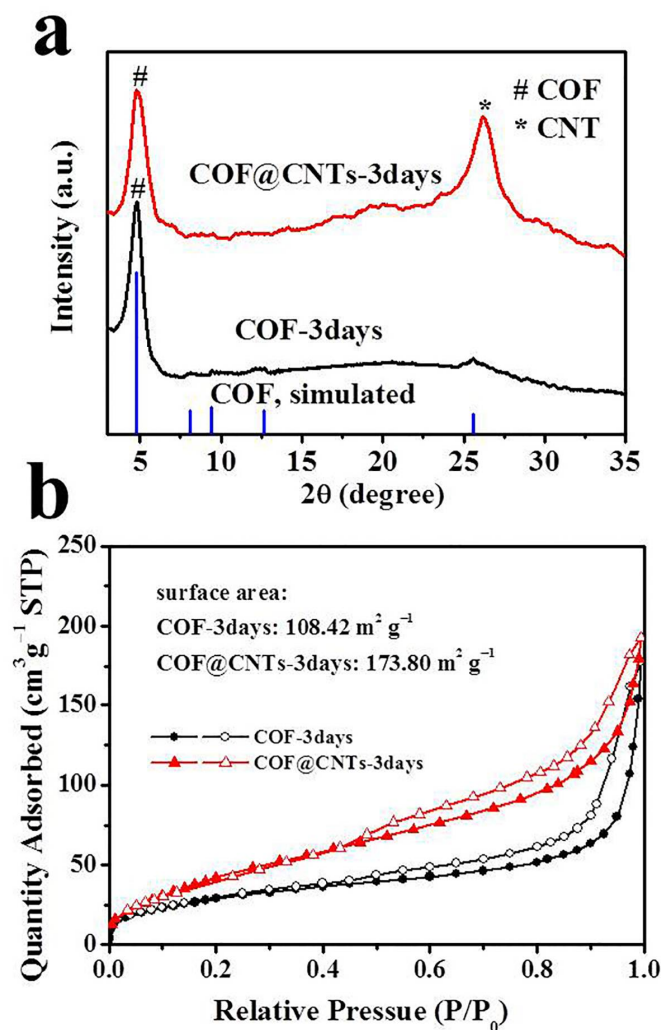 a
# COF
* CNT
#
*
COF@CNTs-3days
#
COF-3days
COF, simulated
Intensity (a.u.)
5 10 15 20 25 30 35
2θ (degree)
b
250
200
150
100
50
0
Quantity Adsorbed (cm³ g⁻¹ STP)
surface area:
COF-3days: 108.42 m² g⁻¹
COF@CNTs-3days: 173.80 m² g⁻¹
COF-3days
COF@CNTs-3days
0.0 0.2 0.4 0.6 0.8 1.0
Relative Pressue (P/P₀)